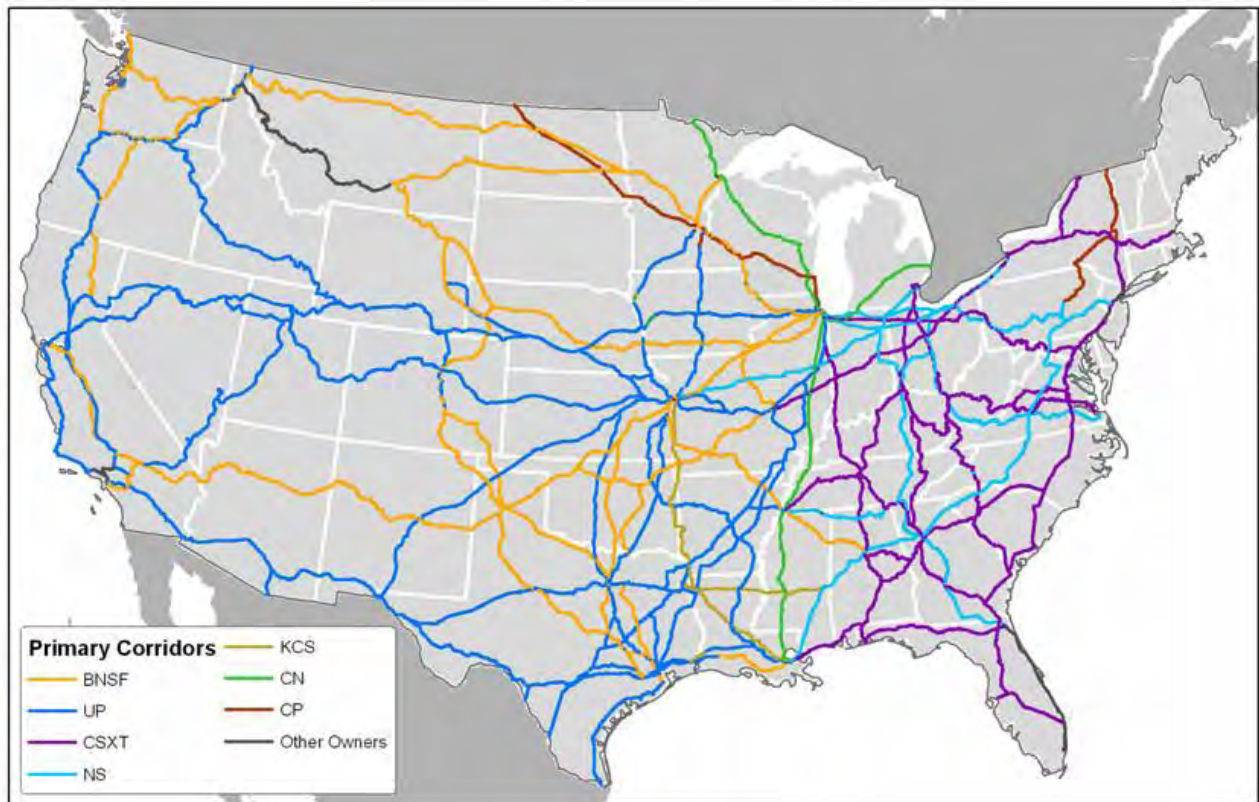 Primary Corridors
BNSF
UP
CSXT
NS
KCS
CN
CP
Other Owners